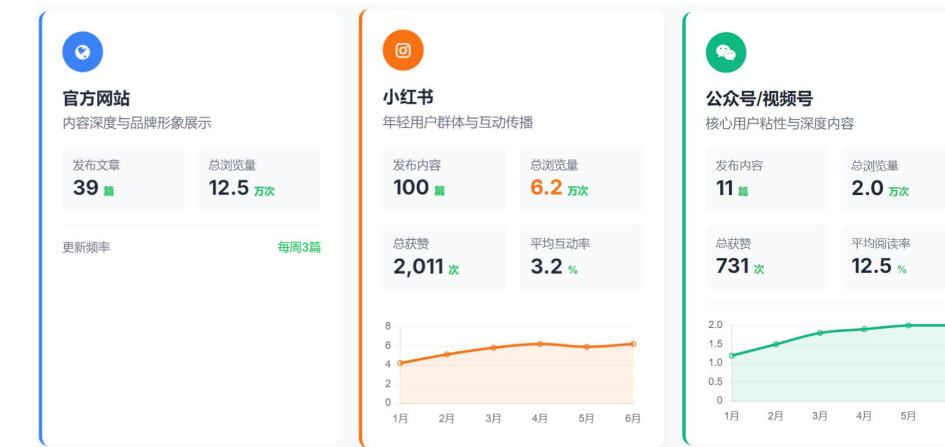 官方网站
内容深度与品牌形象展示
发布文章
39 篇
总浏览量
12.5 万次
更新频率
每周3篇
小红书
年轻用户群体与互动传播
发布内容
100 篇
总浏览量
6.2 万次
总获赞
2,011 次
平均互动率
3.2 %
8
6
4
2
0
1月 2月 3月 4月 5月 6月
公众号/视频号
核心用户粘性与深度内容
发布内容
11 篇
总浏览量
2.0 万次
总获赞
731 次
平均阅读率
12.5 %
2.0
1.5
1.0
0.5
0
1月 2月 3月 4月 5月